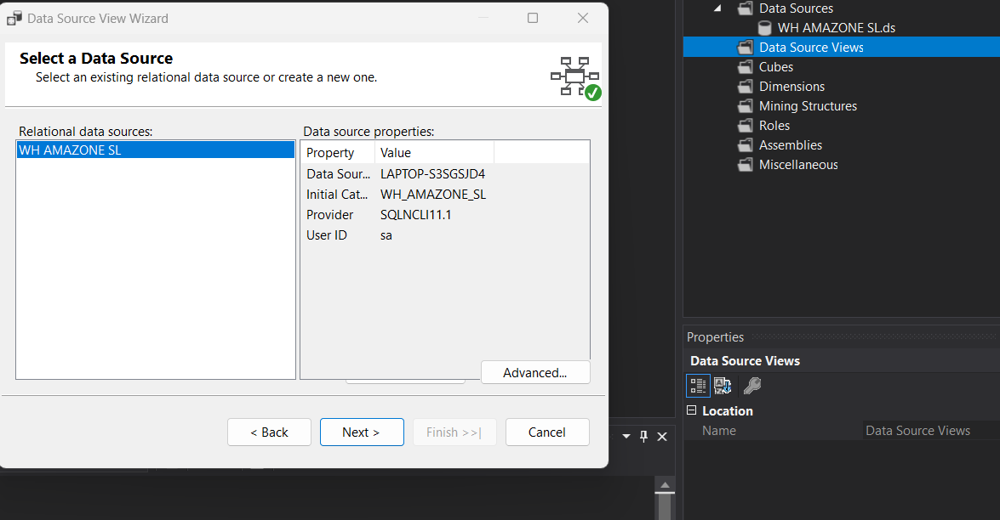 Data Source View Wizard
Select a Data Source
Select an existing relational data source or create a new one.
Relational data sources:
WH AMAZONE SL
Data source properties:
Property Value
Data Sour... LAPTOP-S3SGSJD4
Initial Cat... WH_AMAZONE_SL
Provider SQLNCLI11.1
User ID sa
Advanced...
< Back
Next >
Finish >>|
Cancel
Data Sources
WH AMAZONE SL.ds
Data Source Views
Cubes
Dimensions
Mining Structures
Roles
Assemblies
Miscellaneous
Properties
Data Source Views
Location
Name Data Source Views